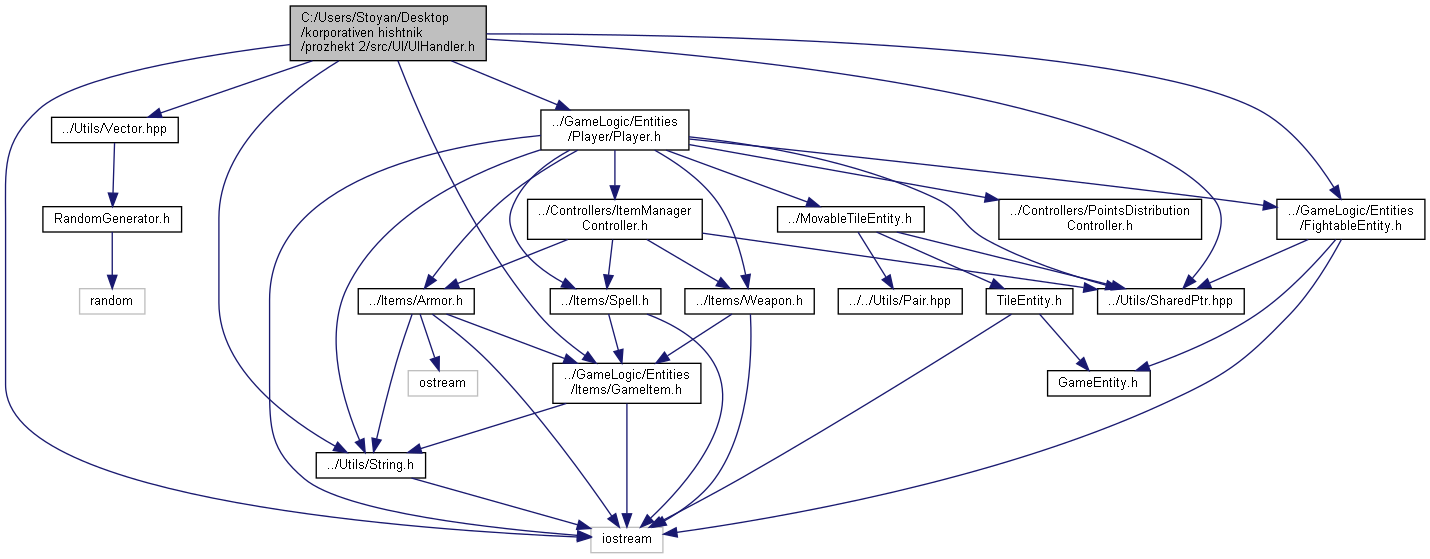 C:/Users/Stoyan/Desktop
/korporativen hishtnik
/prozhekt 2/src/UI/UIHandler.h
../Utils/Vector.hpp
../GameLogic/Entities
/Player/Player.h
RandomGenerator.h
../Controllers/ItemManager
Controller.h
../MovableTileEntity.h
../Controllers/PointsDistribution
Controller.h
../GameLogic/Entities
/FightableEntity.h
random
../Items/Armor.h
../Items/Spell.h
../Items/Weapon.h
../../Utils/Pair.hpp
TileEntity.h
../Utils/SharedPtr.hpp
ostream
../GameLogic/Entities
/Items/GameItem.h
GameEntity.h
../Utils/String.h
iostream